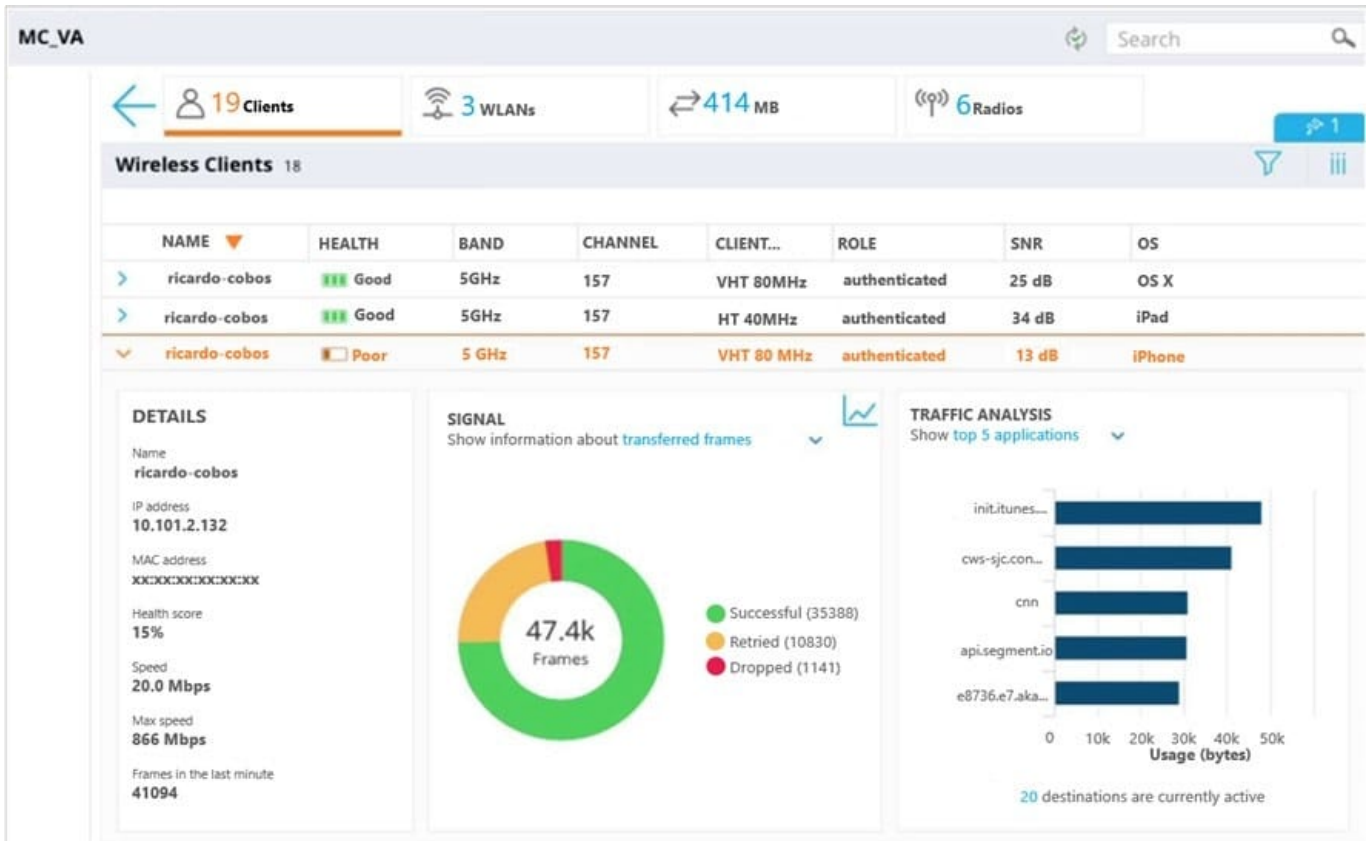 MC_VA
Search
19 Clients
3 WLANs
414 MB
6 Radios
1
Wireless Clients 18
NAME HEALTH BAND CHANNEL CLIENT... ROLE SNR OS
ricardo-cobos Good 5GHz 157 VHT 80MHz authenticated 25 dB OS X
ricardo-cobos Good 5GHz 157 HT 40MHz authenticated 34 dB iPad
ricardo-cobos Poor 5 GHz 157 VHT 80 MHz authenticated 13 dB iPhone
DETAILS
Name
ricardo-cobos
IP address
10.101.2.132
MAC address
xx:xx:xx:xx:xx:xx
Health score
15%
Speed
20.0 Mbps
Max speed
866 Mbps
Frames in the last minute
41094
SIGNAL
Show information about transferred frames
47.4k
Frames
Successful (35388)
Retried (10830)
Dropped (1141)
TRAFFIC ANALYSIS
Show top 5 applications
init.itunes....
cws-sjc.con...
cnn
api.segment.io
e8736.e7.aka...
0 10k 20k 30k 40k 50k
Usage (bytes)
20 destinations are currently active